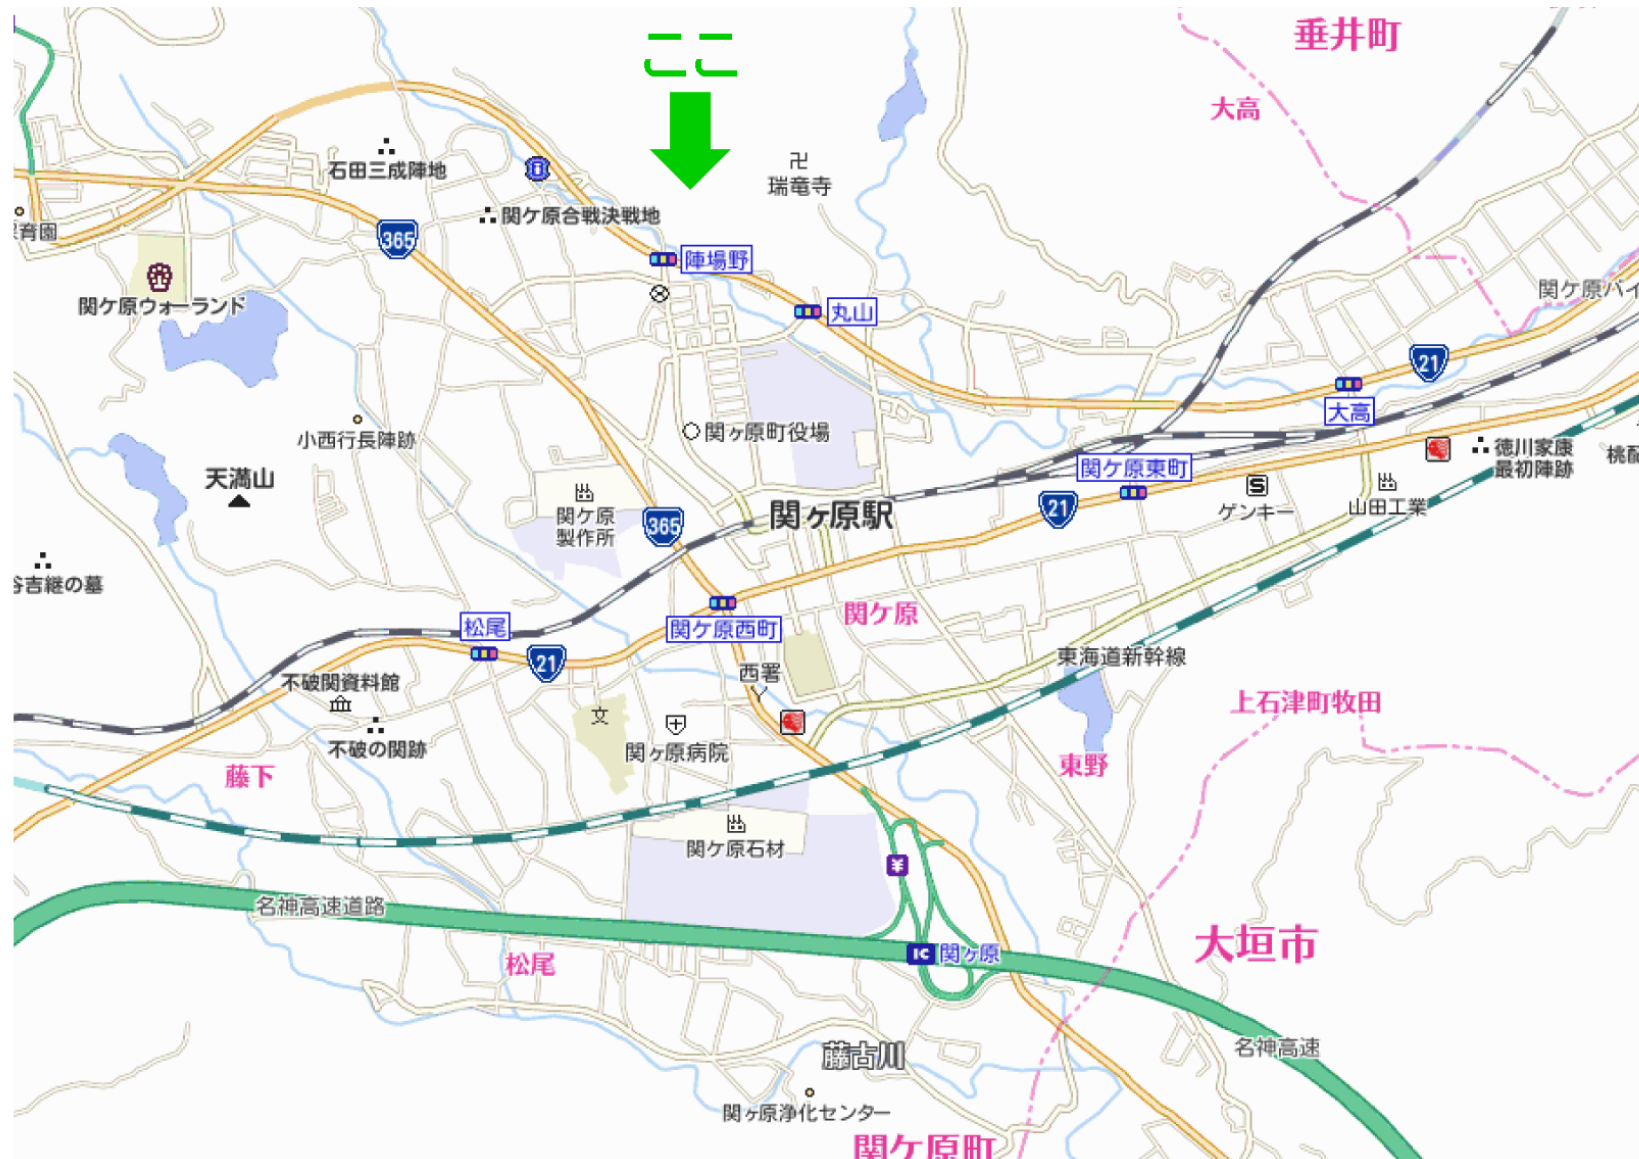 垂井町
ここ
大高
石田三成陣地
瑞竜寺
関ケ原合戦決戦地
365
育園
陣場野
関ケ原ウォーランド
関ケ原バイ
丸山
21
大高
小西行長陣跡
関ヶ原町役場
徳川家康
最初陣跡
関ケ原東町
天満山
関ケ原
製作所
365
関ヶ原駅
21
S
ゲンキー
山田工業
谷吉継の墓
関ケ原
松尾
関ケ原西町
21
東海道新幹線
西署
不破関資料館
文
上石津町牧田
不破の関跡
関ヶ原病院
藤下
東野
関ケ原石材
¥
名神高速道路
IC 関ヶ原
大垣市
松尾
藤古川
名神高速
関ヶ原浄化センター
関ケ原町